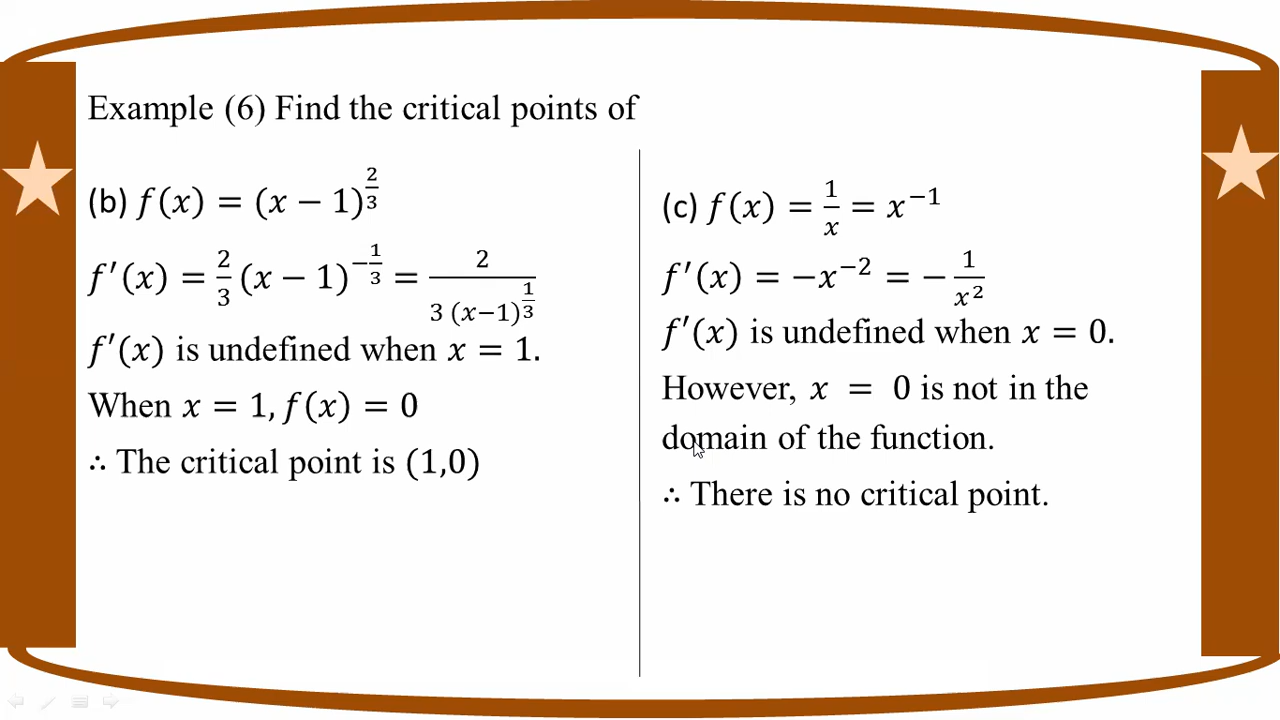 Example (6) Find the critical points of
(b) f(x) = (x − 1)^(2/3)
f′(x) = 2/3 (x − 1)^(−1/3) = 2 / (3 (x−1)^(1/3))
f′(x) is undefined when x = 1.
When x = 1, f(x) = 0
∴ The critical point is (1,0)
(c) f(x) = 1/x = x^(−1)
f′(x) = −x^(−2) = − 1/x^2
f′(x) is undefined when x = 0.
However, x = 0 is not in the
domain of the function.
∴ There is no critical point.